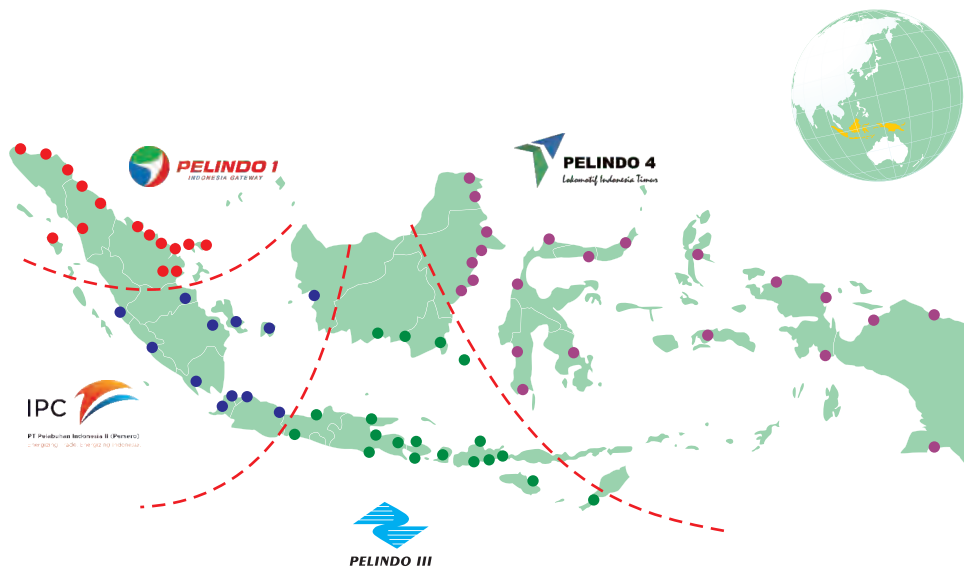 PELINDO 1
INDONESIA GATEWAY
PELINDO 4
Lokomotif Indonesia Timur
IPC
PT Pelabuhan Indonesia II (Persero)
PELINDO III